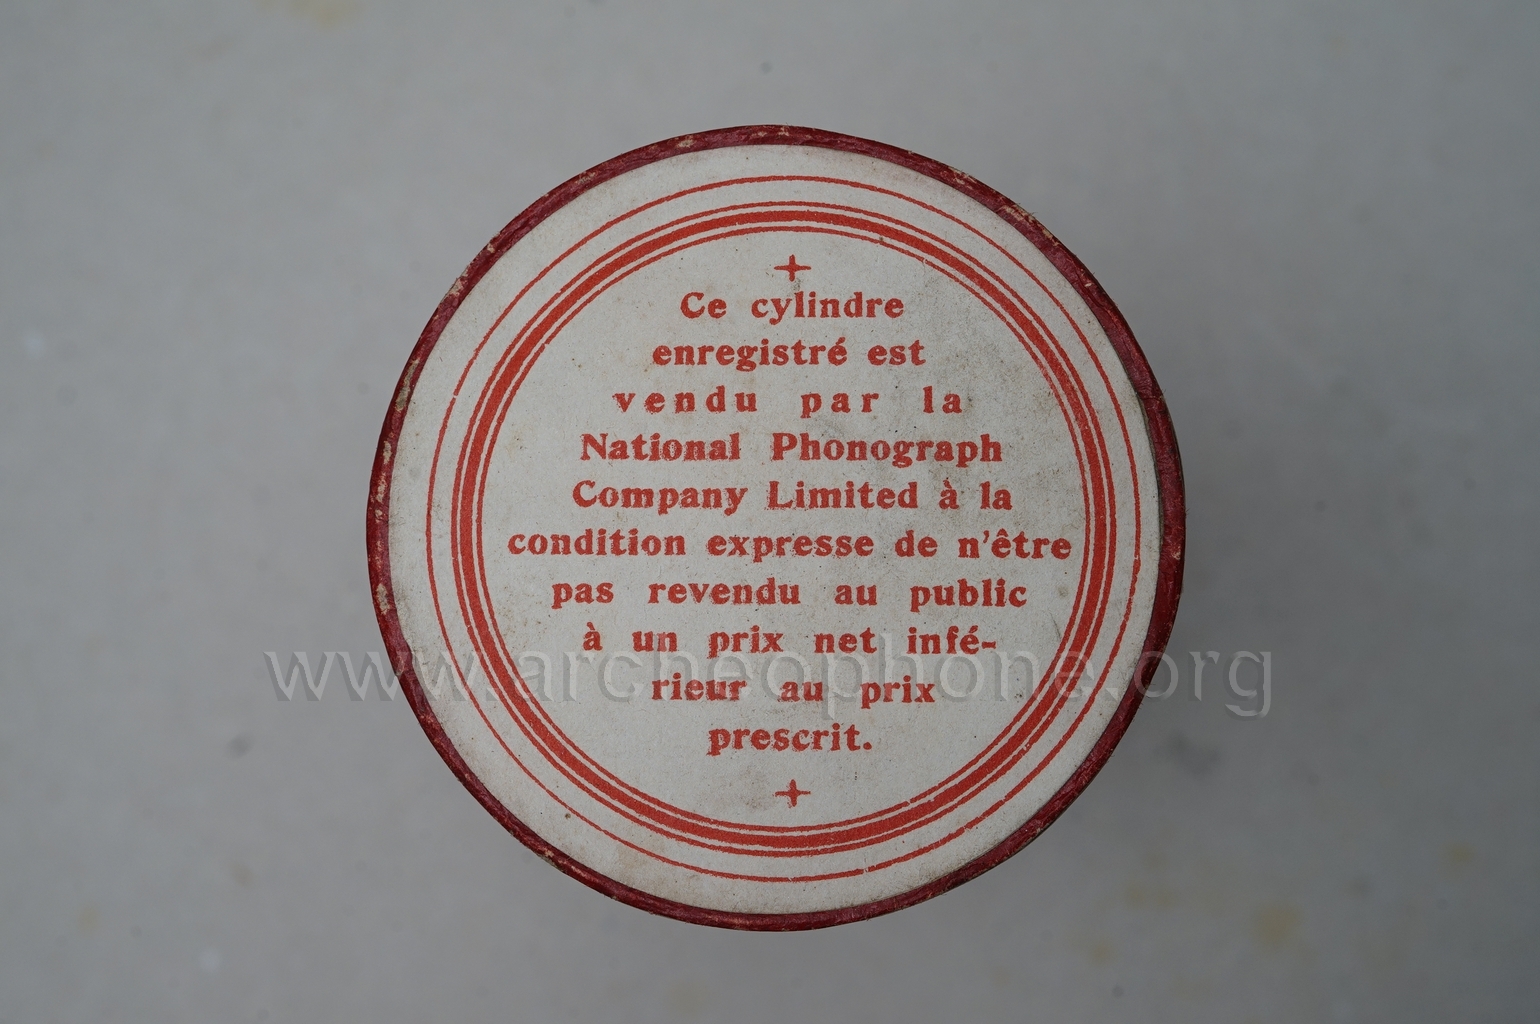 Ce cylindre
enregistré est
vendu par la
National Phonograph
Company Limited à la
condition expresse de n'être
pas revendu au public
à un prix net infé-
rieur au prix
prescrit.
www.archeophone.org